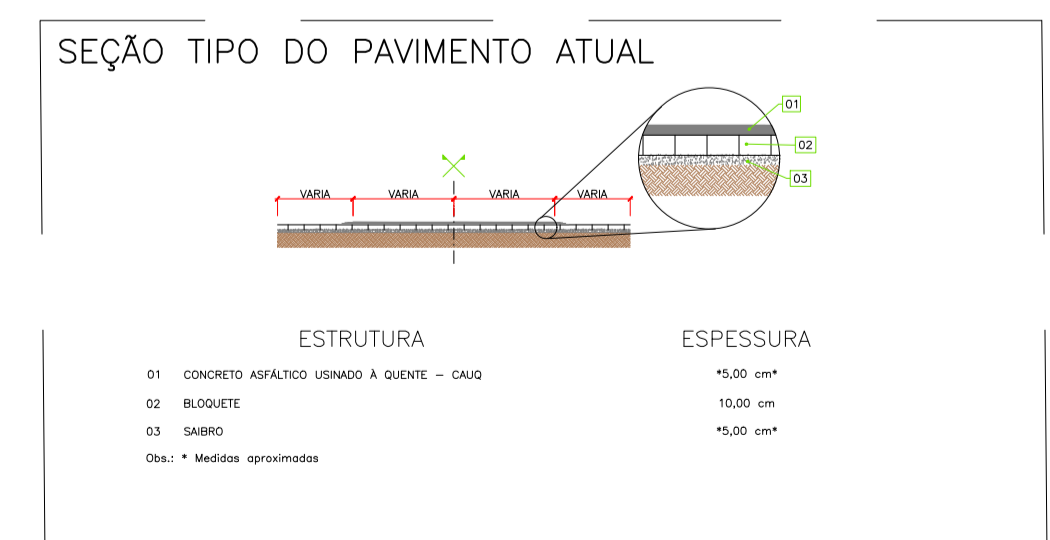 SEÇÃO TIPO DO PAVIMENTO ATUAL
01
02
03
VARIA VARIA VARIA VARIA
ESTRUTURA ESPESSURA
01 CONCRETO ASFÁLTICO USINADO À QUENTE – CAUQ *5,00 cm*
02 BLOQUETE 10,00 cm
03 SAIBRO *5,00 cm*
Obs.: * Medidas aproximadas